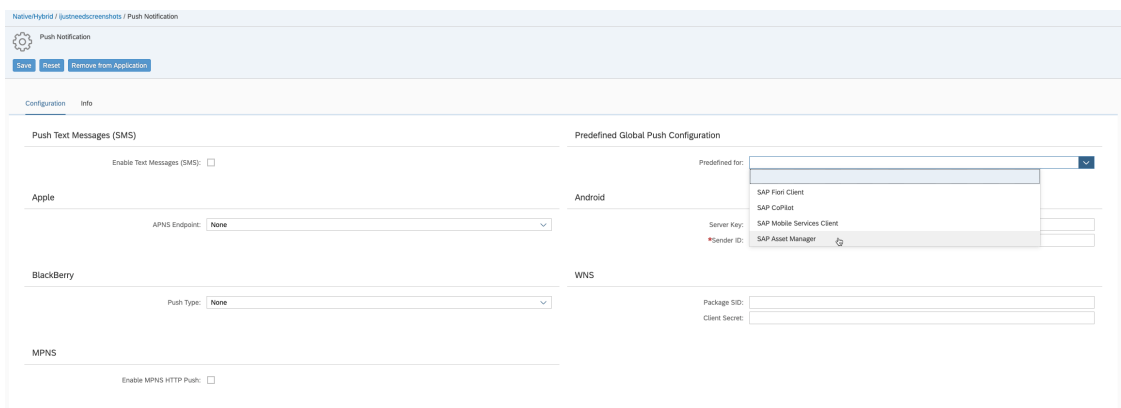 Native/Hybrid / ijustneedscreenshots / Push Notification
Push Notification
Save Reset Remove from Application
Configuration Info
Push Text Messages (SMS)
Enable Text Messages (SMS):
Predefined Global Push Configuration
Predefined for:
SAP Fiori Client
SAP CoPilot
SAP Mobile Services Client
SAP Asset Manager
Apple
APNS Endpoint: None
Android
Server Key:
*Sender ID:
BlackBerry
Push Type: None
WNS
Package SID:
Client Secret:
MPNS
Enable MPNS HTTP Push: